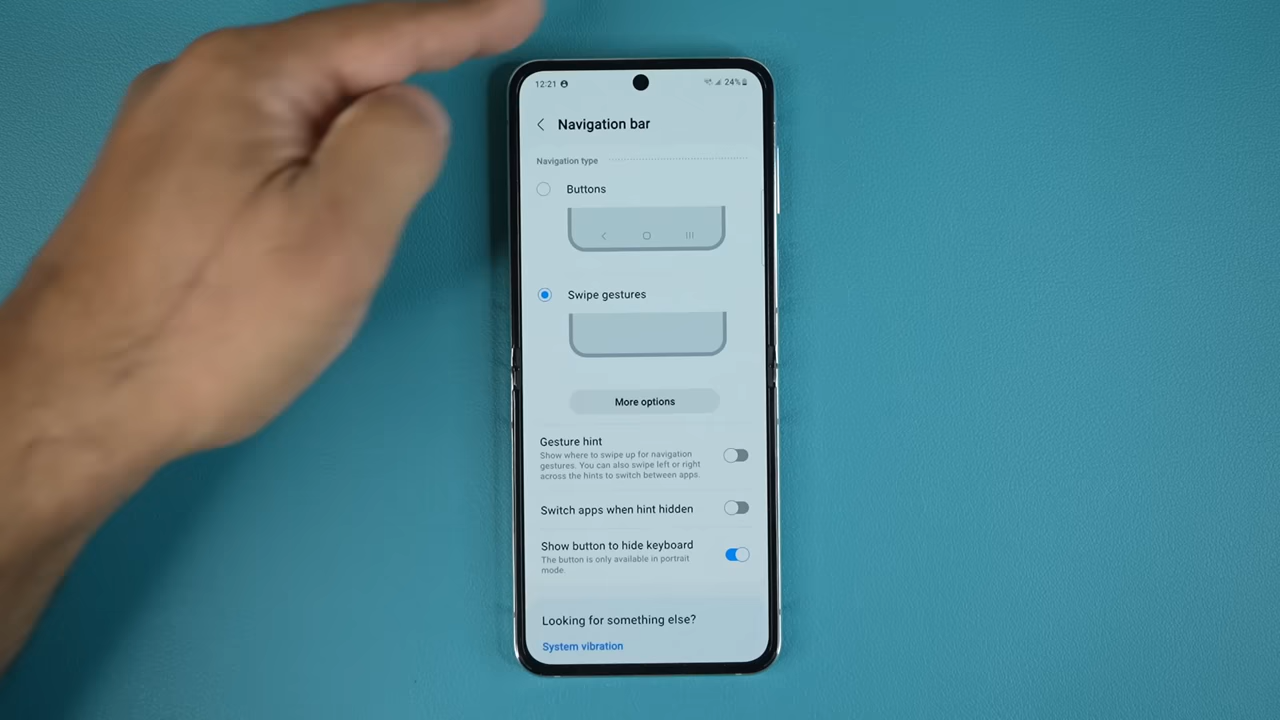 12:21
24%
Navigation bar
Navigation type
Buttons
Swipe gestures
More options
Gesture hint
Show where to swipe up for navigation
gestures. You can also swipe left or right
across the hints to switch between apps.
Switch apps when hint hidden
Show button to hide keyboard
The button is only available in portrait
mode.
Looking for something else?
System vibration